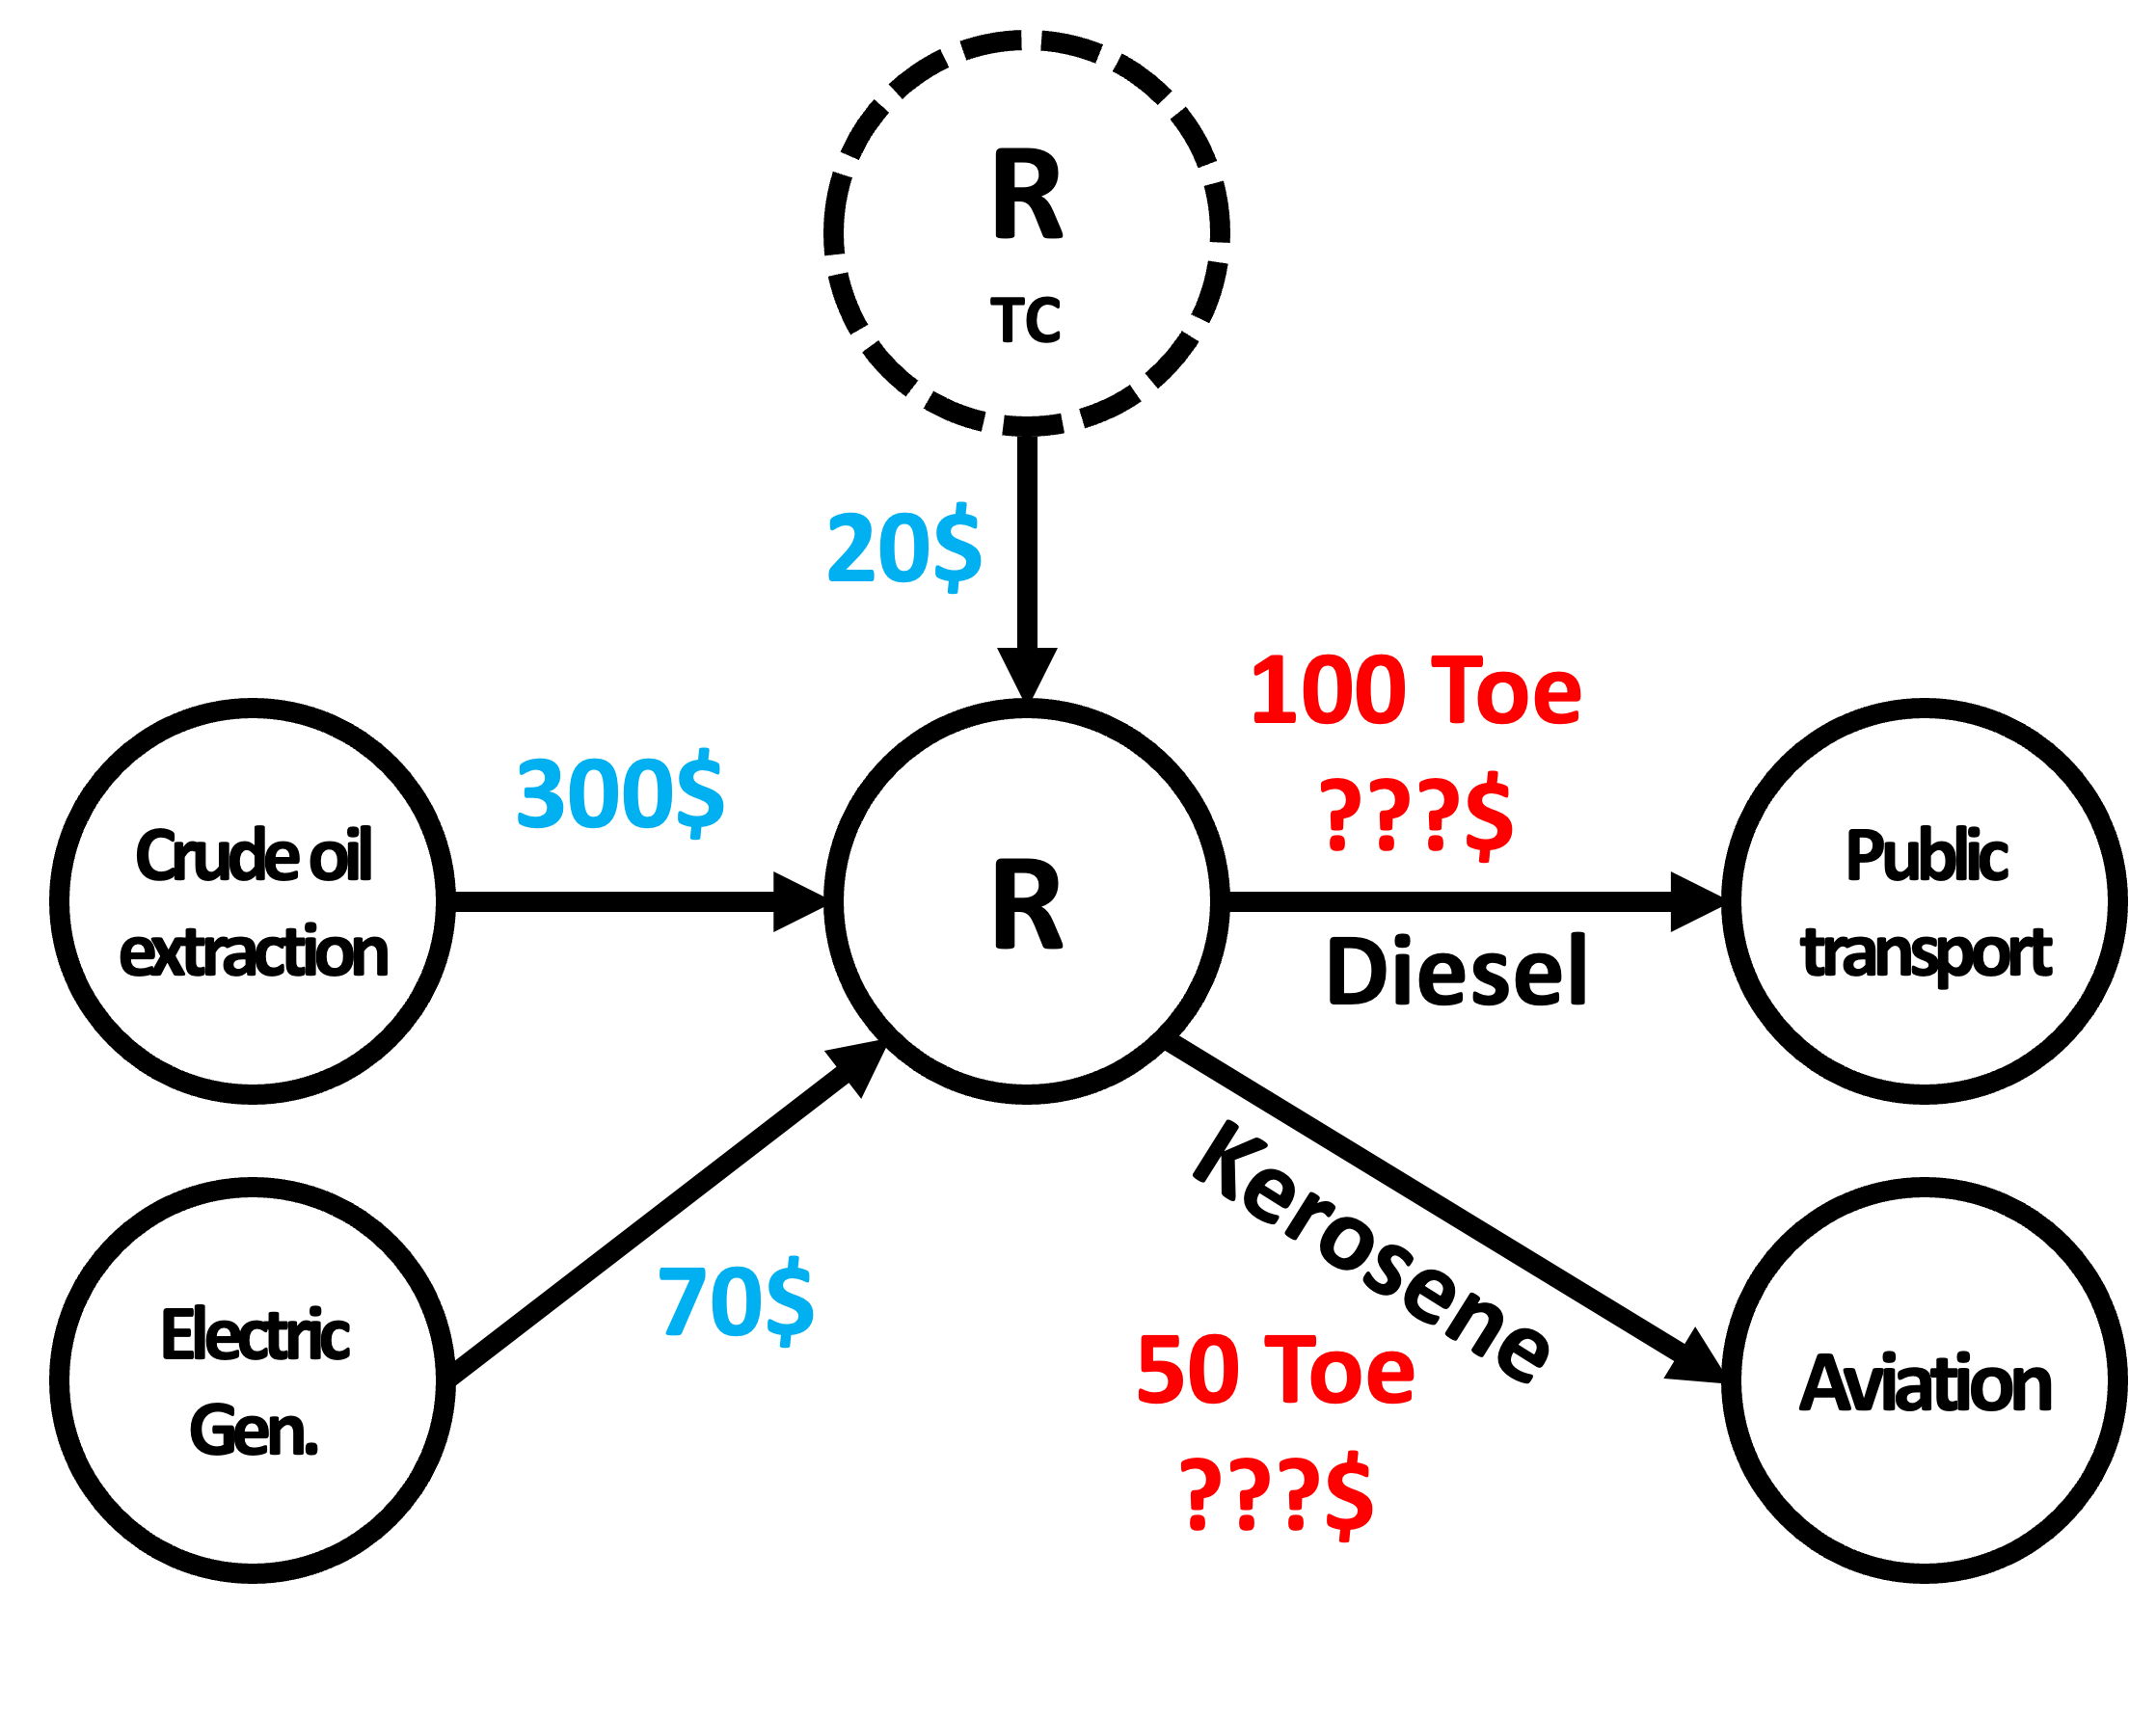 R
TC
20$
100 Toe
???$
300$
Crude oil
extraction
R
Public
transport
Diesel
Kerosene
70$
Electric
Gen.
50 Toe
???$
Aviation